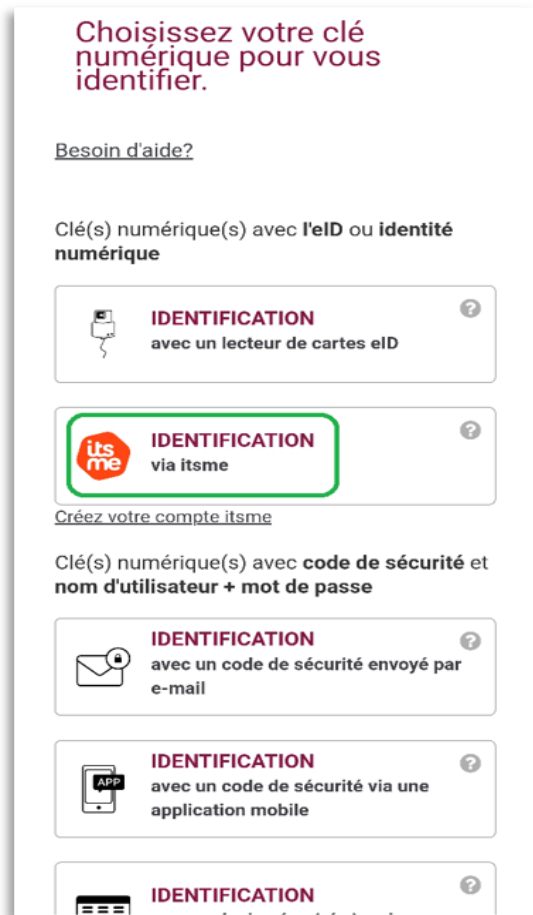 Choisissez votre clé
numérique pour vous
identifier.
Besoin d'aide?
Clé(s) numérique(s) avec l'eID ou identité
numérique
IDENTIFICATION
avec un lecteur de cartes eID
its
me
IDENTIFICATION
via itsme
Créez votre compte itsme
Clé(s) numérique(s) avec code de sécurité et
nom d'utilisateur + mot de passe
IDENTIFICATION
avec un code de sécurité envoyé par
e-mail
APP
IDENTIFICATION
avec un code de sécurité via une
application mobile
IDENTIFICATION